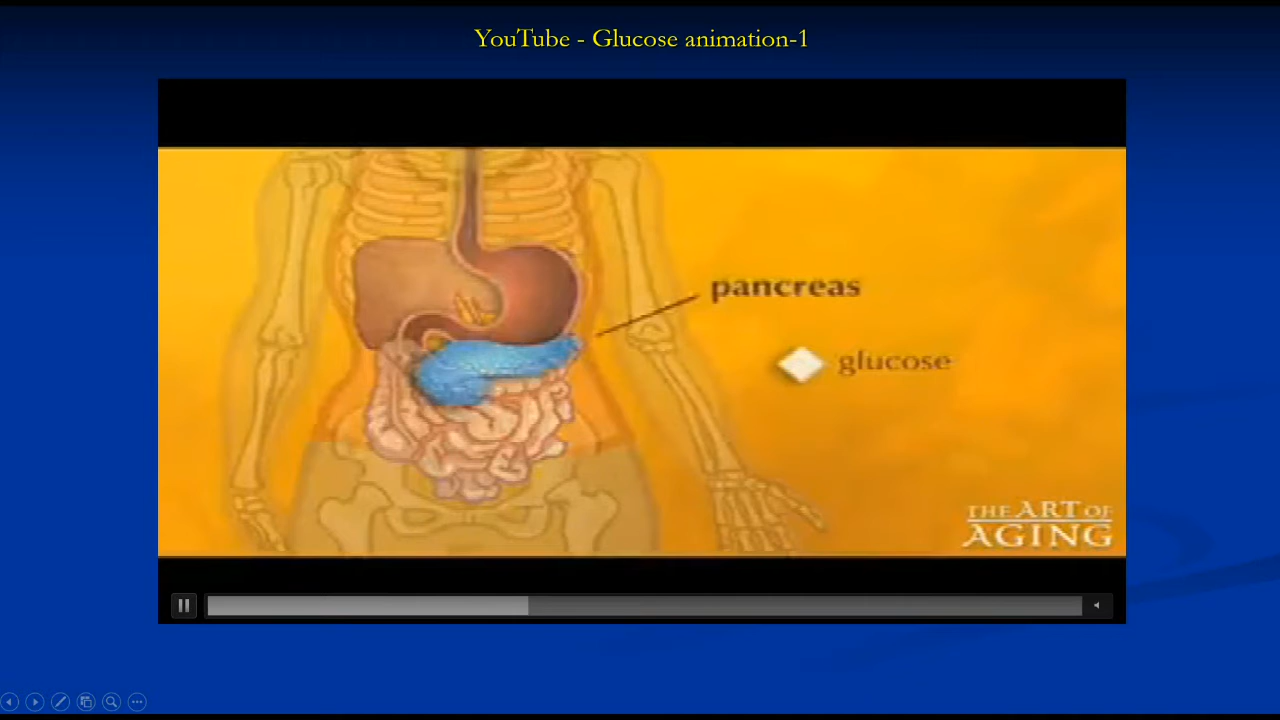 YouTube - Glucose animation-1
pancreas
glucose
THE ART OF
AGING